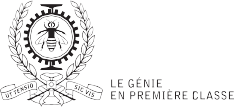 UT TENSIO SIC VIS
LE GÉNIE
EN PREMIÈRE CLASSE